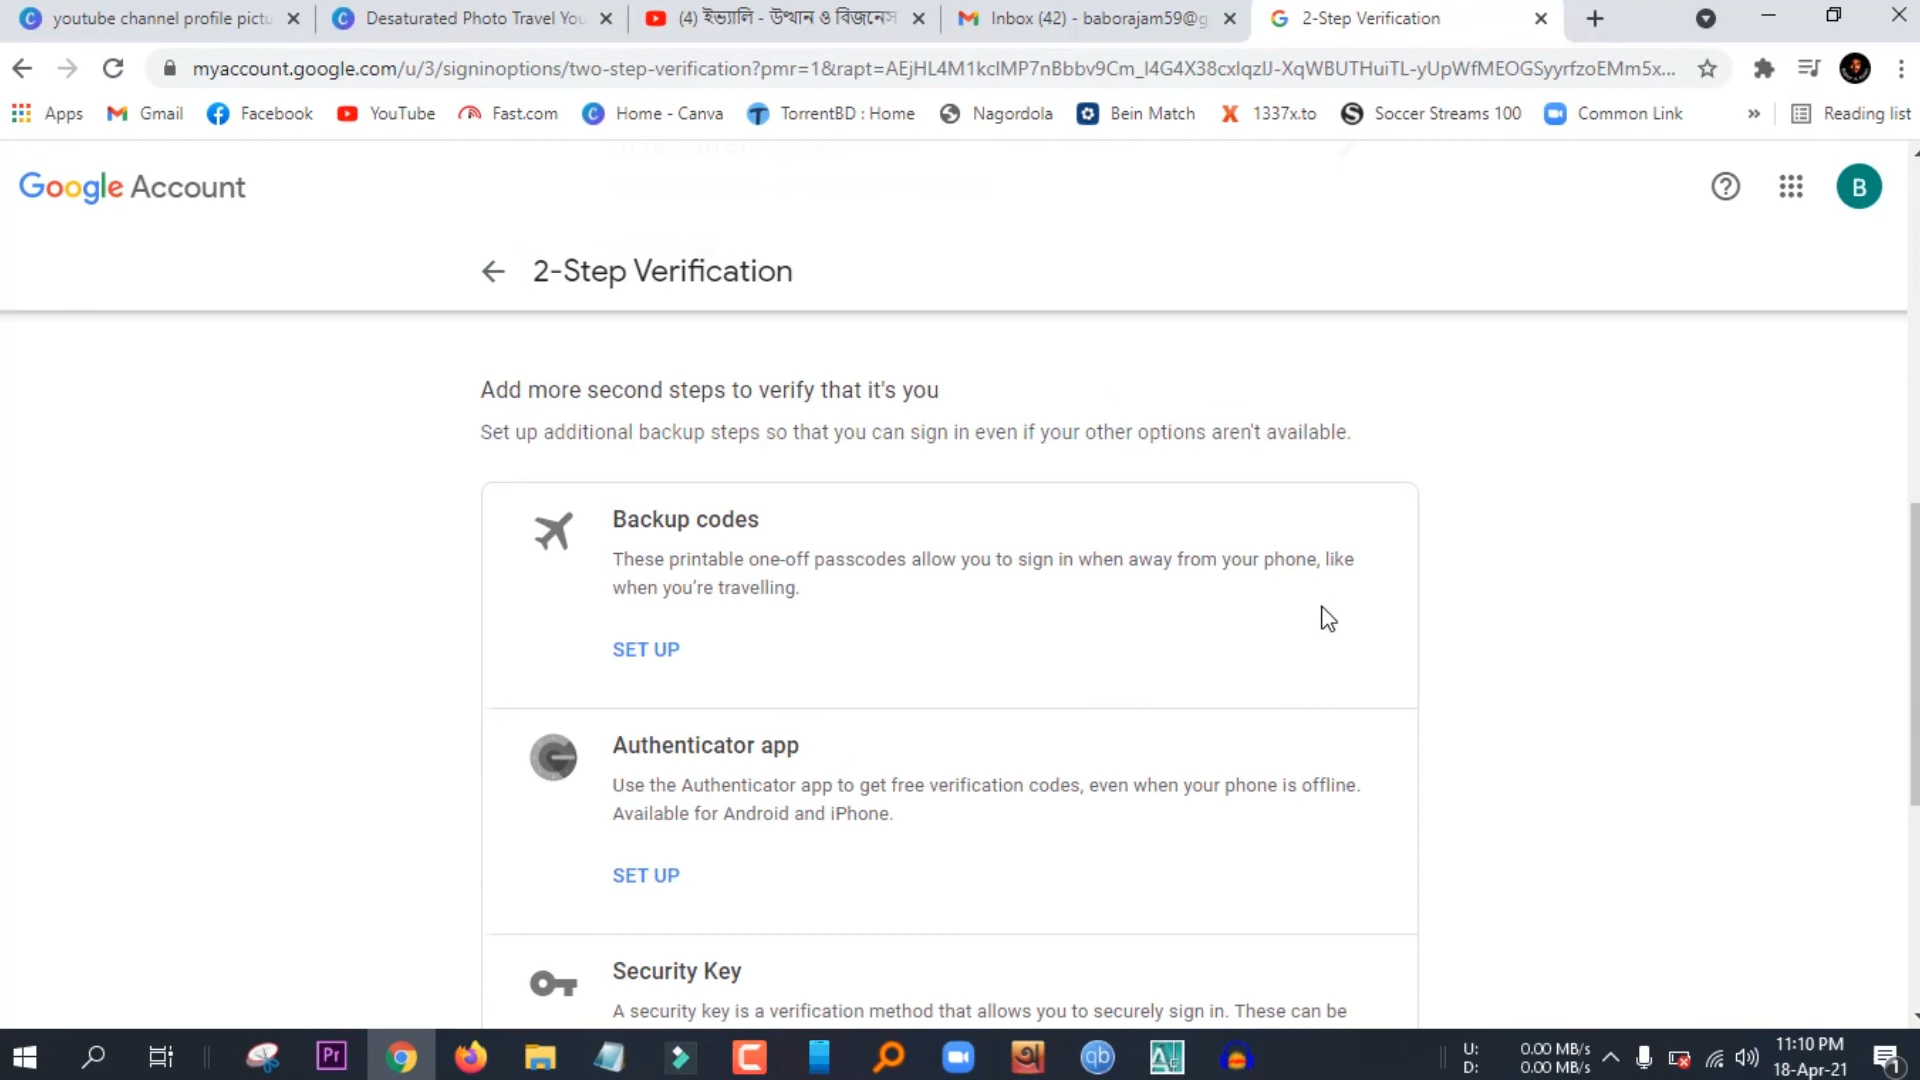 youtube channel profile pictu
Desaturated Photo Travel You
(4) ইভ্যালি - উত্থান ও বিজনেস
Inbox (42) - baborajam59@g
2-Step Verification
myaccount.google.com/u/3/signinoptions/two-step-verification?pmr=1&rapt=AEjHL4M1kclMP7nBbbv9Cm_I4G4X38cxIqzIJ-XqWBUTHuiTL-yUpWfMEOGSyyrfzoEMm5x...
Apps
Gmail
Facebook
YouTube
Fast.com
Home - Canva
TorrentBD : Home
Nagordola
Bein Match
1337x.to
Soccer Streams 100
Common Link
»
Reading list
Google Account
B
2-Step Verification
Add more second steps to verify that it's you
Set up additional backup steps so that you can sign in even if your other options aren't available.
Backup codes
These printable one-off passcodes allow you to sign in when away from your phone, like
when you're travelling.
SET UP
Authenticator app
Use the Authenticator app to get free verification codes, even when your phone is offline.
Available for Android and iPhone.
SET UP
Security Key
A security key is a verification method that allows you to securely sign in. These can be
U: 0.00 MB/s
D: 0.00 MB/s
11:10 PM
18-Apr-21
1